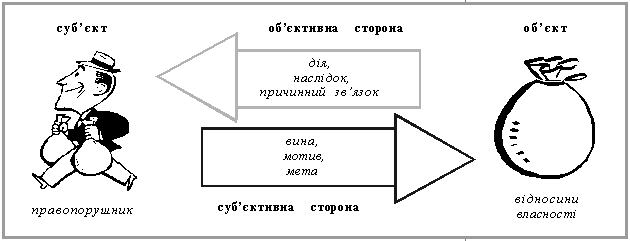 суб’єкт
об’єктивна сторона
об’єкт
дія,
наслідок,
причинний зв’язок
вина,
мотив,
мета
правопорушник
суб’єктивна сторона
відносини
власності